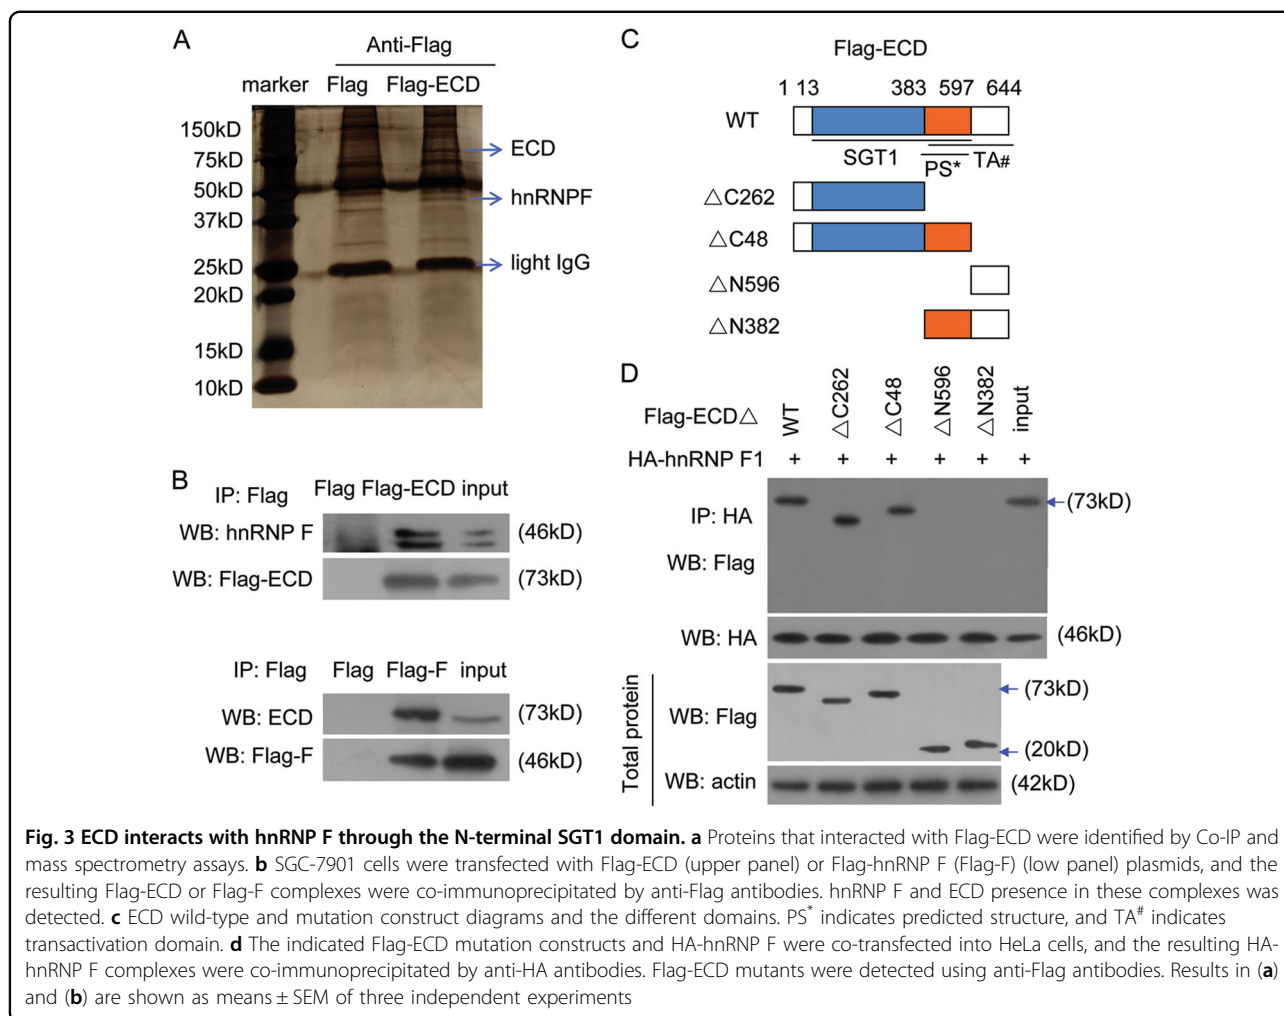 A
Anti-Flag
marker Flag Flag-ECD
150kD
75kD
50kD
37kD
25kD
20kD
15kD
10kD
ECD
hnRNPF
light IgG
B
IP: Flag Flag Flag-ECD input
WB: hnRNP F (46kD)
WB: Flag-ECD (73kD)
IP: Flag Flag Flag-F input
WB: ECD (73kD)
WB: Flag-F (46kD)
C
Flag-ECD
1 13 383 597 644
WT
SGT1 PS* TA#
△C262
△C48
△N596
△N382
D
Flag-ECD△ WT △C262 △C48 △N596 △N382 input
HA-hnRNP F1 + + + + + +
IP: HA (73kD)
WB: Flag
WB: HA (46kD)
Total protein
WB: Flag (73kD)
(20kD)
WB: actin (42kD)
Fig. 3 ECD interacts with hnRNP F through the N-terminal SGT1 domain. a Proteins that interacted with Flag-ECD were identified by Co-IP and
mass spectrometry assays. b SGC-7901 cells were transfected with Flag-ECD (upper panel) or Flag-hnRNP F (Flag-F) (low panel) plasmids, and the
resulting Flag-ECD or Flag-F complexes were co-immunoprecipitated by anti-Flag antibodies. hnRNP F and ECD presence in these complexes was
detected. c ECD wild-type and mutation construct diagrams and the different domains. PS* indicates predicted structure, and TA# indicates
transactivation domain. d The indicated Flag-ECD mutation constructs and HA-hnRNP F were co-transfected into HeLa cells, and the resulting HA-
hnRNP F complexes were co-immunoprecipitated by anti-HA antibodies. Flag-ECD mutants were detected using anti-Flag antibodies. Results in (a)
and (b) are shown as means ± SEM of three independent experiments